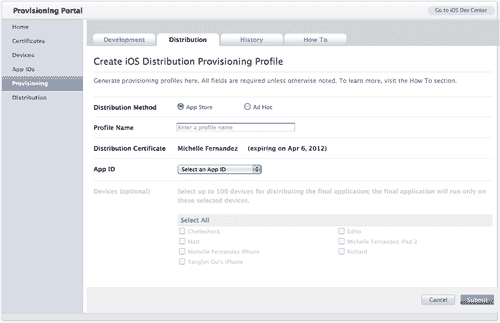 Provisioning Portal
Go to iOS Dev Center
Home
Certificates
Devices
App IDs
Provisioning
Distribution
Development
Distribution
History
How To
Create iOS Distribution Provisioning Profile
Generate provisioning profiles here. All fields are required unless otherwise noted. To learn more, visit the How To section.
Distribution Method
App Store
Ad Hoc
Profile Name
Enter a profile name
Distribution Certificate
Michelle Fernandez (expiring on Apr 6, 2012)
App ID
Select an App ID
Devices (optional)
Select up to 100 devices for distributing the final application; the final application will run only on
these selected devices.
Select All
Chelleshock
EdHo
Matt
Michelle Fernandez iPad 2
Michelle Fernandez iPhone
Richard
Yanglyn Ou's iPhone
Cancel
Submit